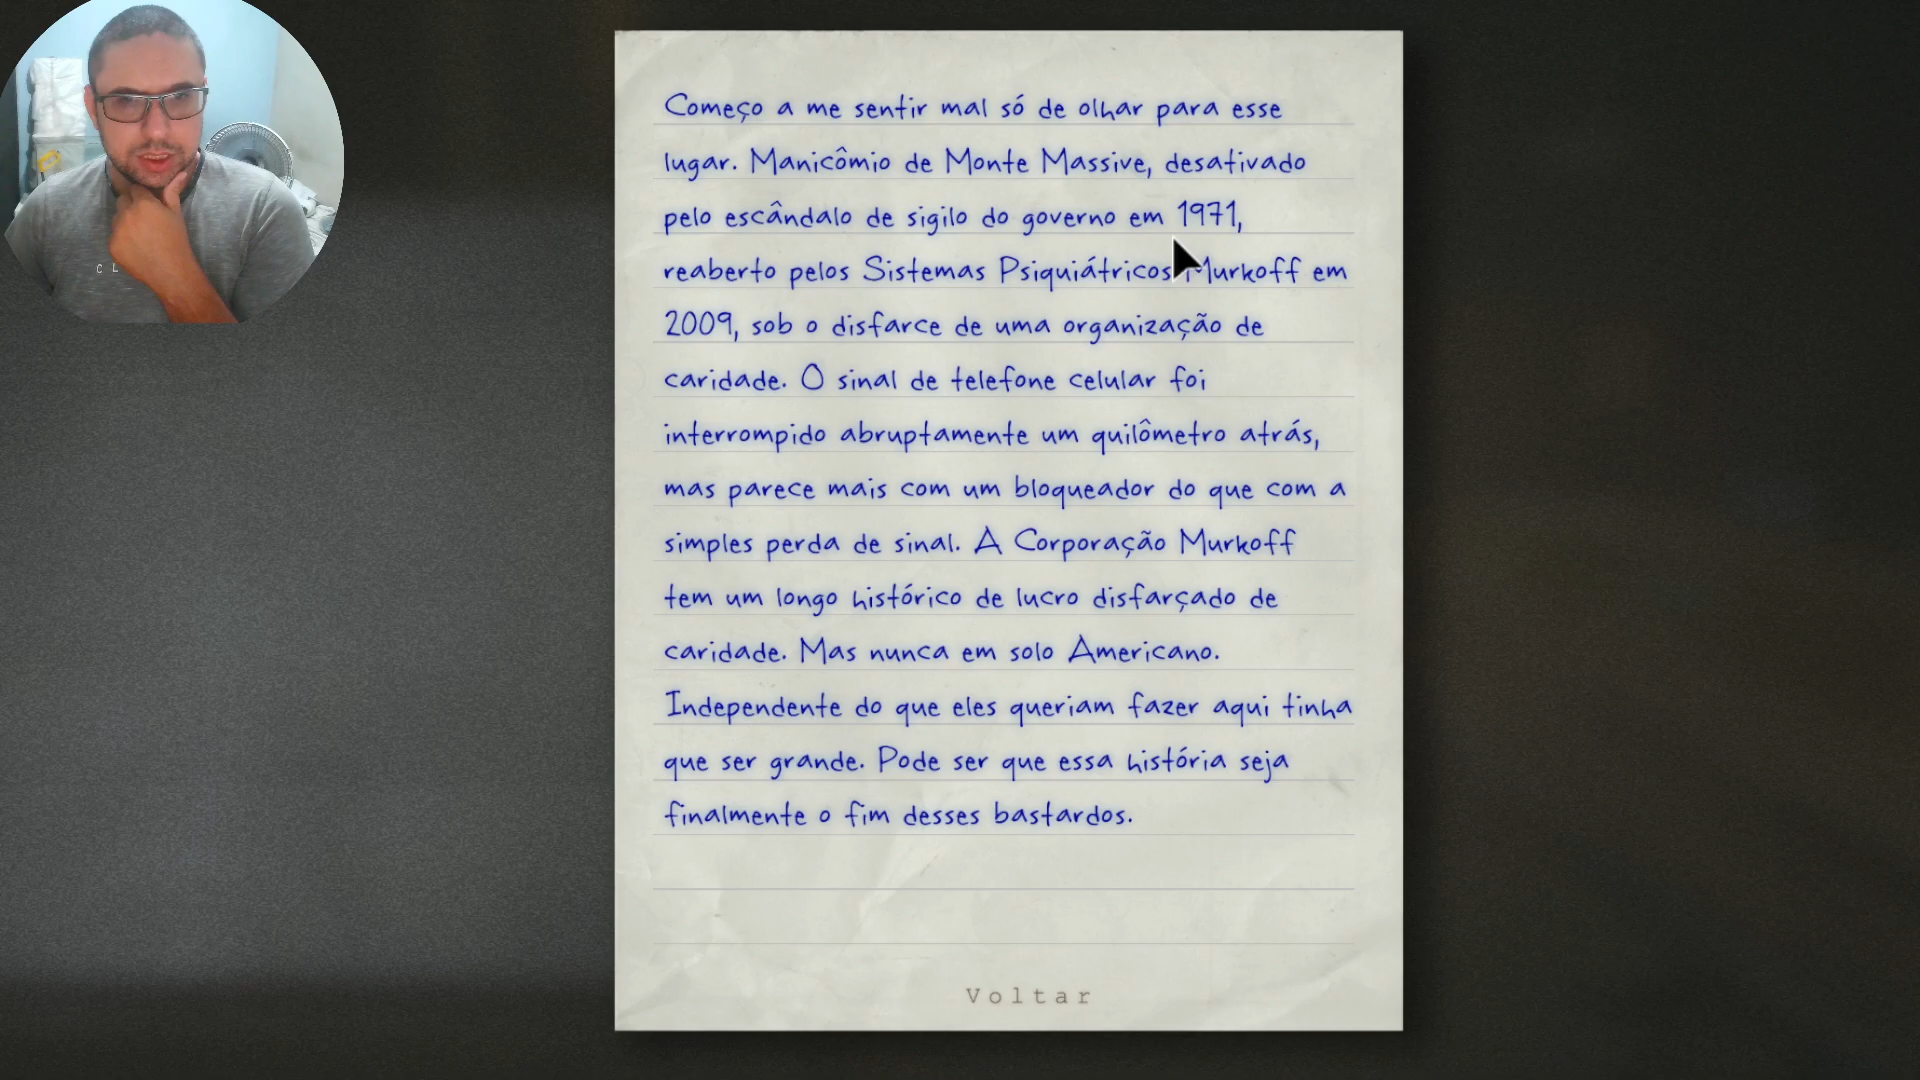 C L
Começo a me sentir mal só de olhar para esse
lugar. Manicômio de Monte Massive, desativado
pelo escândalo de sigilo do governo em 1971,
reaberto pelos Sistemas Psiquiátricos Murkoff em
2009, sob o disfarce de uma organização de
caridade. O sinal de telefone celular foi
interrompido abruptamente um quilômetro atrás,
mas parece mais com um bloqueador do que com a
simples perda de sinal. A Corporação Murkoff
tem um longo histórico de lucro disfarçado de
caridade. Mas nunca em solo Americano.
Independente do que eles queriam fazer aqui tinha
que ser grande. Pode ser que essa história seja
finalmente o fim desses bastardos.
Voltar